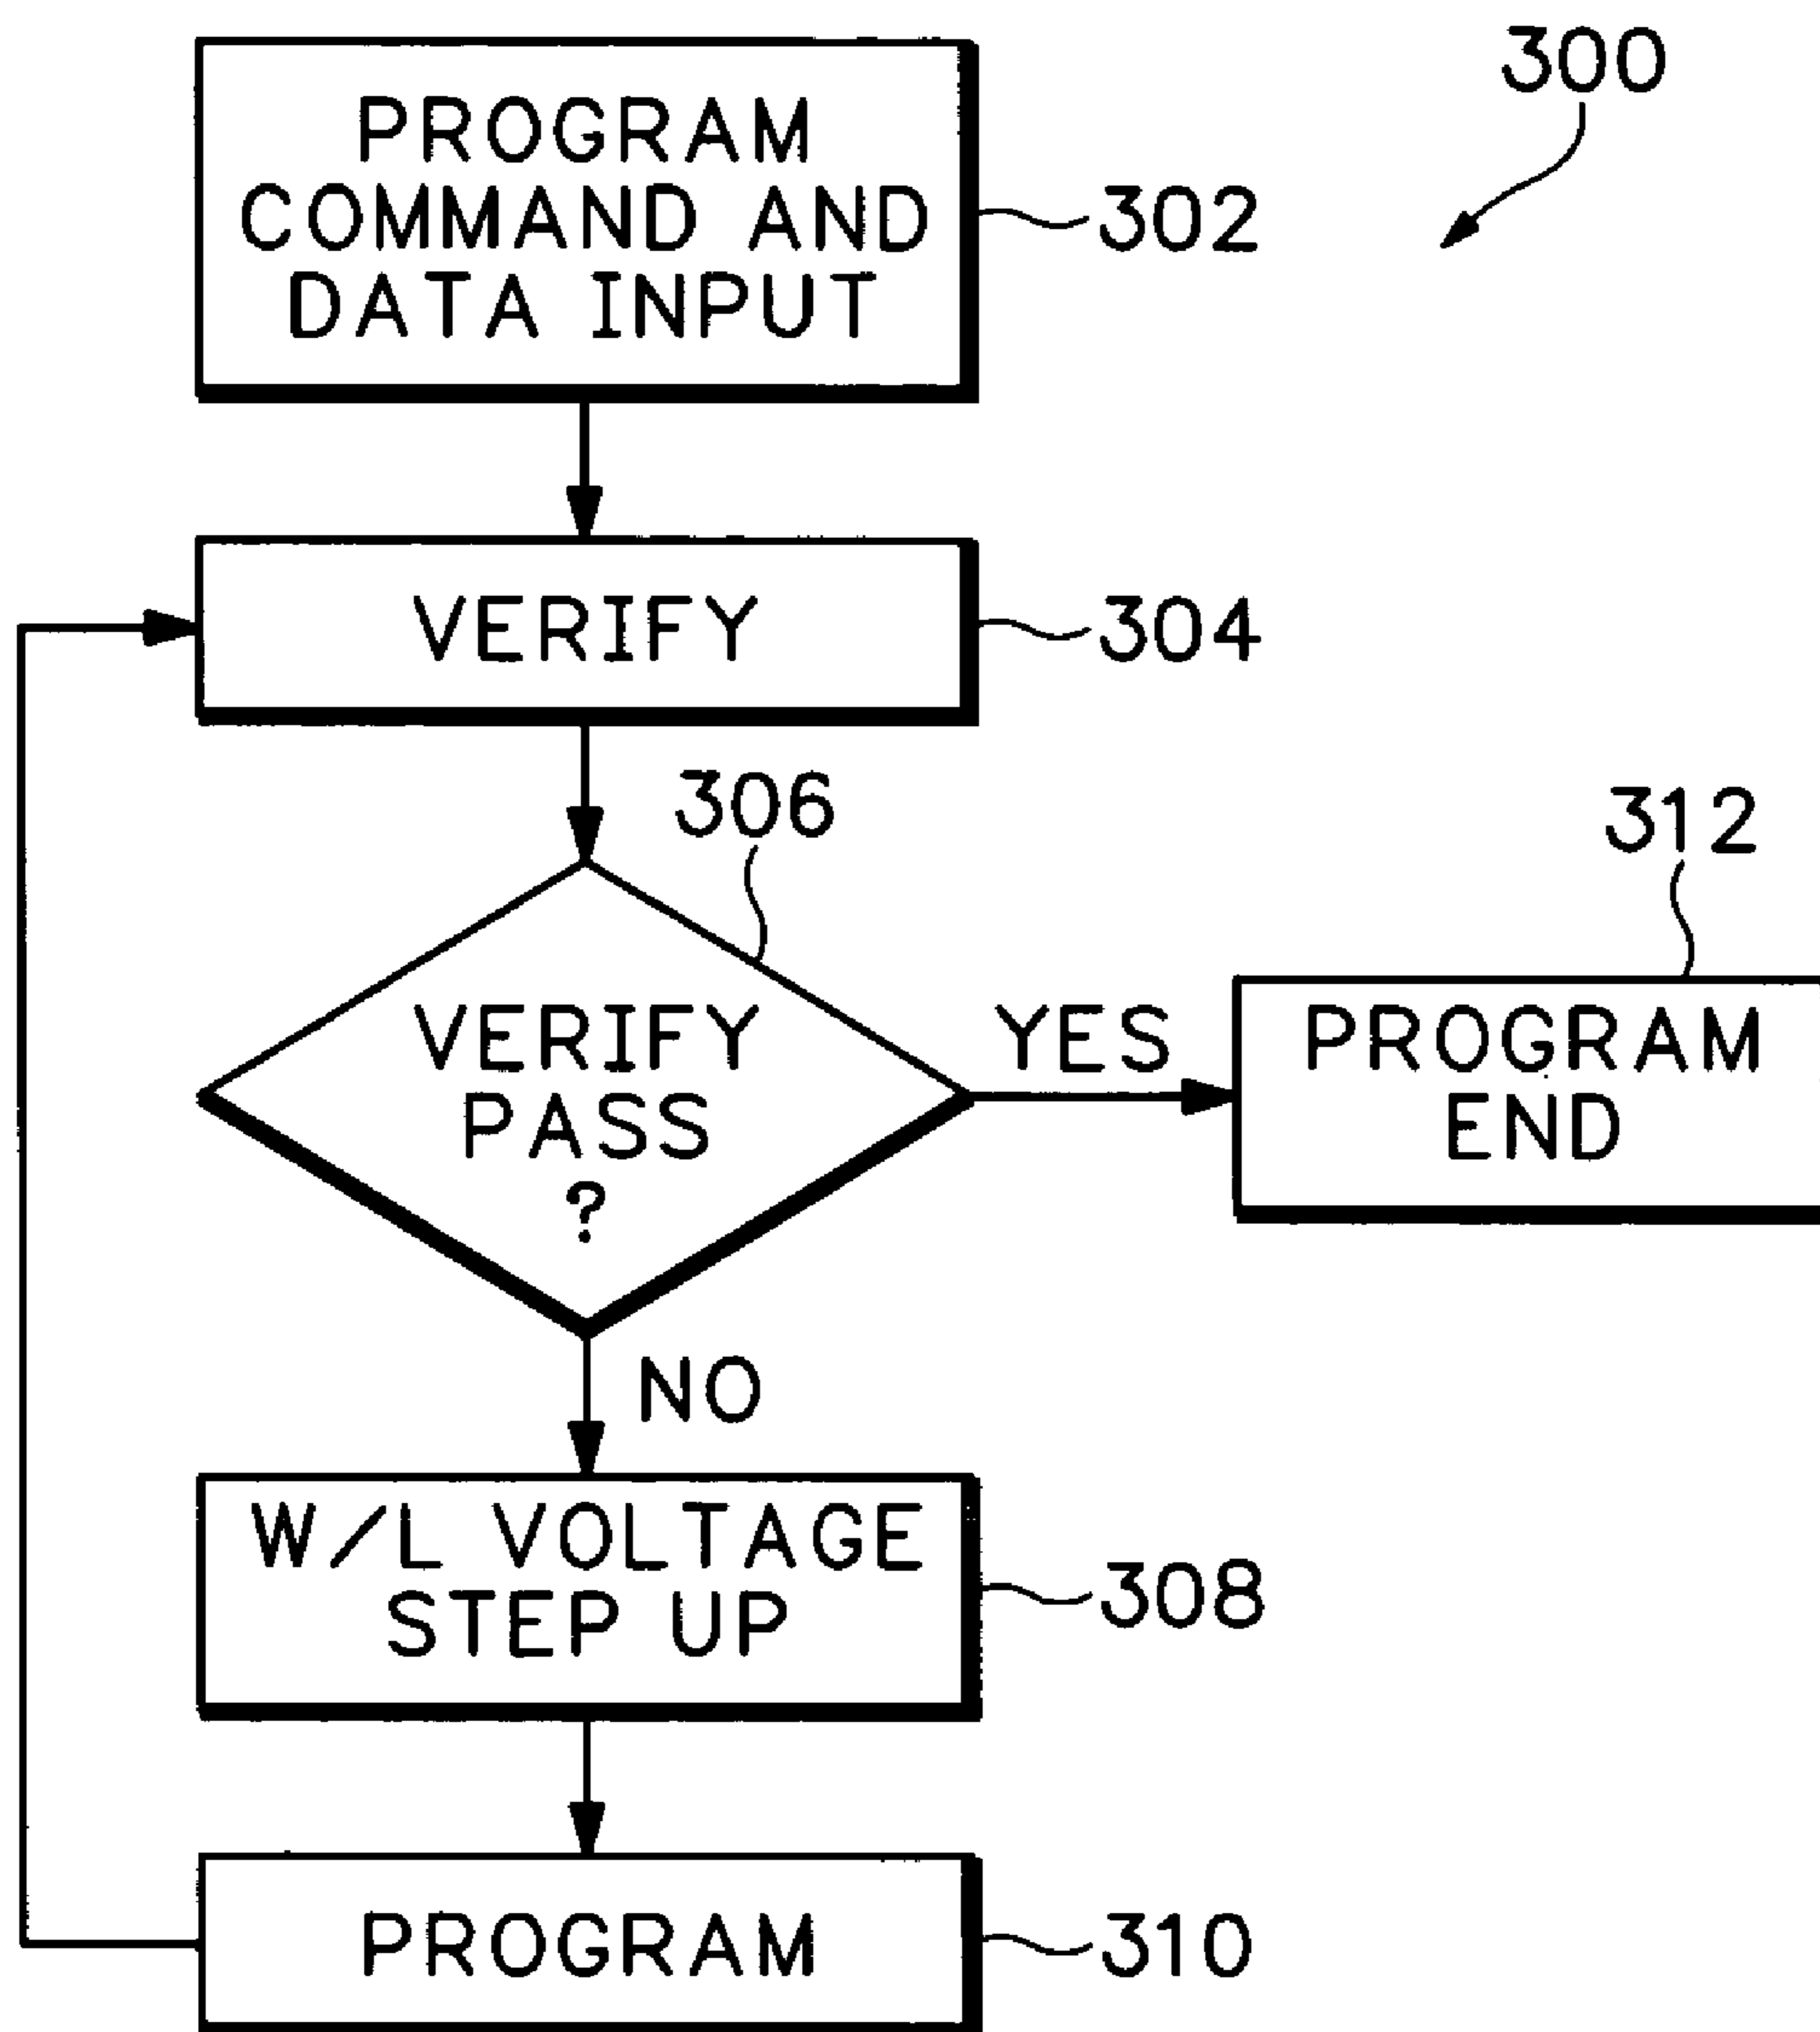 300
PROGRAM
COMMAND AND
DATA INPUT
302
VERIFY
304
306
VERIFY
PASS
?
YES
312
PROGRAM
END
NO
W/L VOLTAGE
STEP UP
308
PROGRAM
310